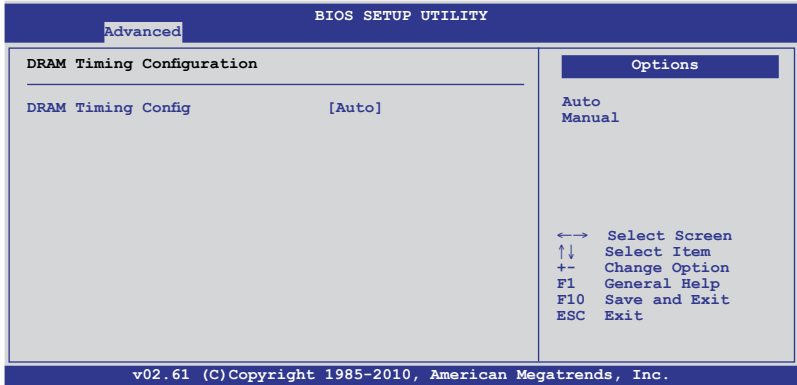 BIOS SETUP UTILITY
Advanced
DRAM Timing Configuration
DRAM Timing Config [Auto]
Options
Auto
Manual
←→ Select Screen
↑↓ Select Item
+- Change Option
F1 General Help
F10 Save and Exit
ESC Exit
v02.61 (C)Copyright 1985-2010, American Megatrends, Inc.